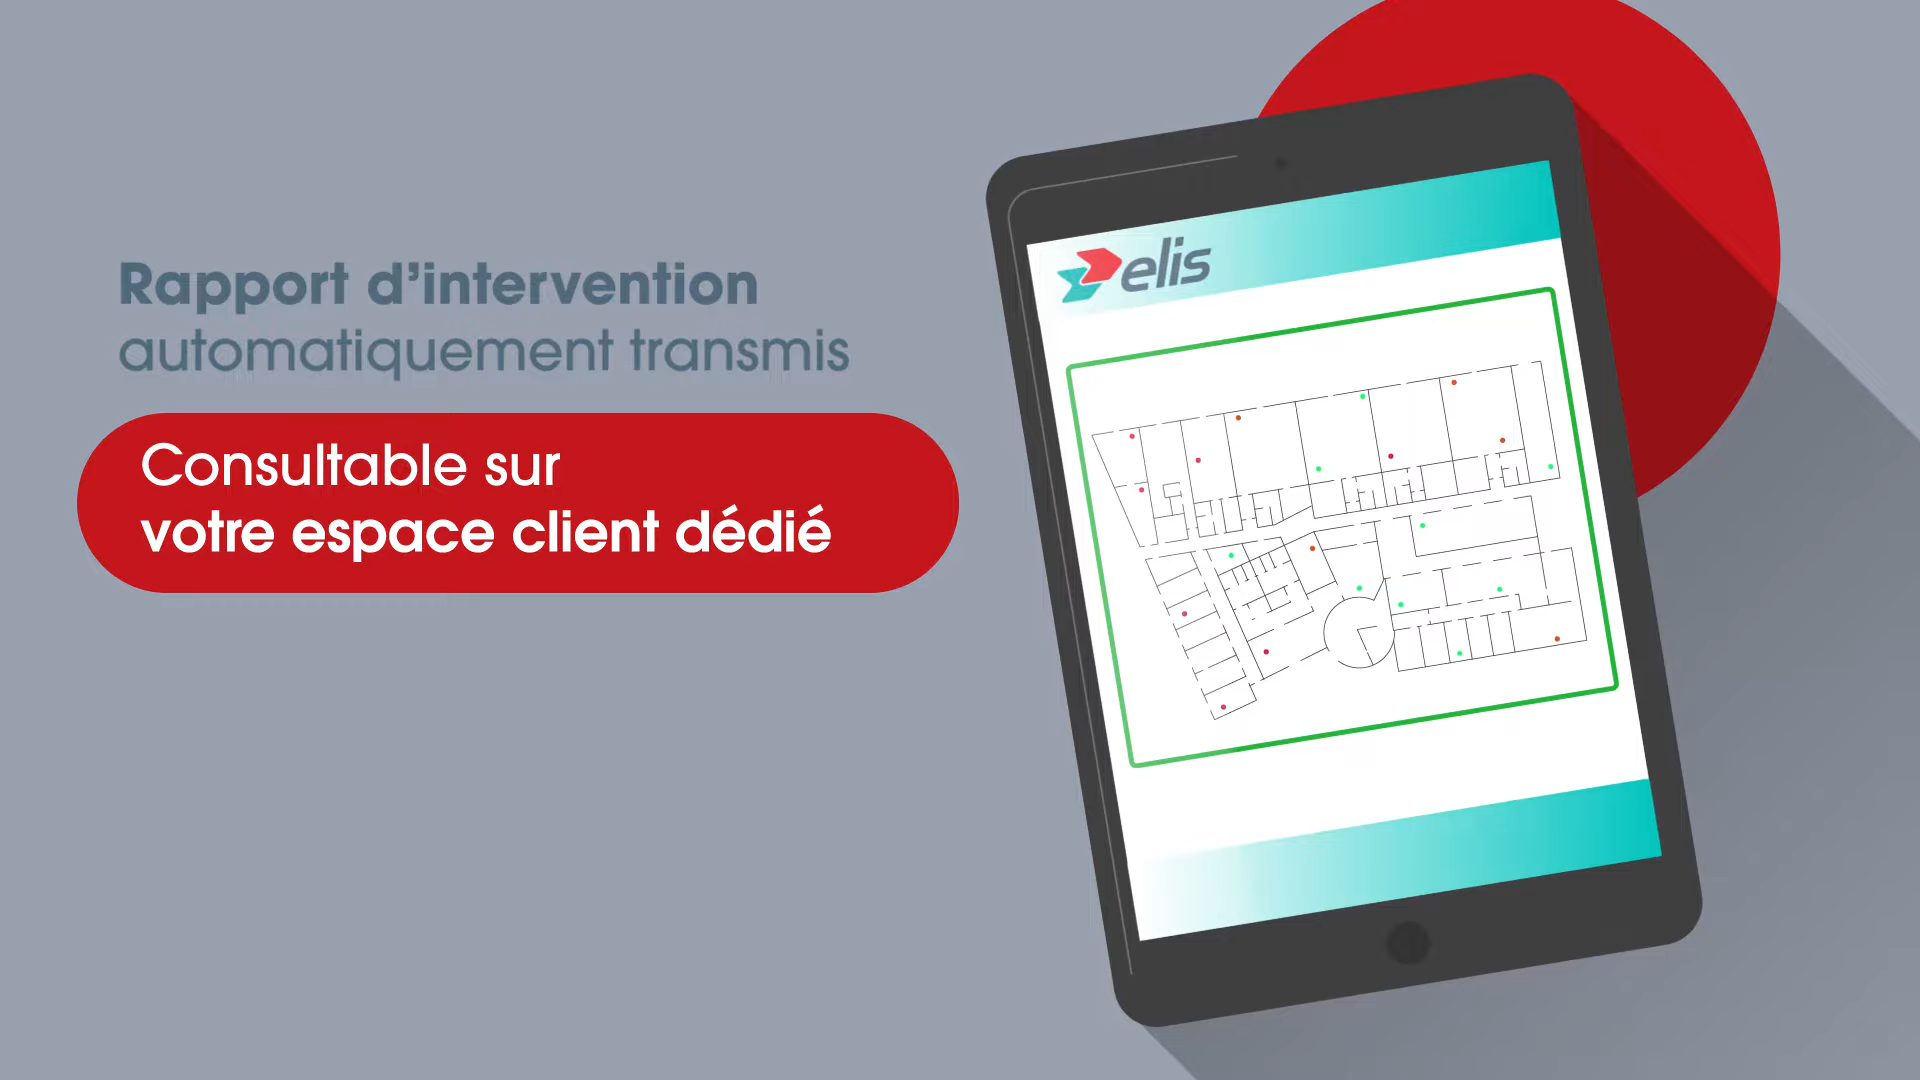 Rapport d’intervention
automatiquement transmis
Consultable sur
votre espace client dédié
elis